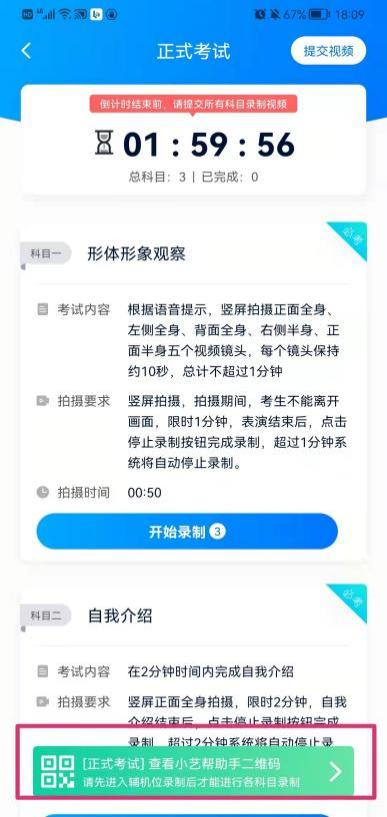 67% 18:09
正式考试
提交视频
倒计时结束前，请提交所有科目录制视频
01 : 59 : 56
总科目：3 | 已完成：0
必考
科目一 形体形象观察
考试内容 根据语音提示，竖屏拍摄正面全身、
左侧全身、背面全身、右侧半身、正
面半身五个视频镜头，每个镜头保持
约10秒，总计不超过1分钟
拍摄要求 竖屏拍摄，拍摄期间，考生不能离开
画面，限时1分钟，表演结束后，点击
停止录制按钮完成录制，超过1分钟系
统将自动停止录制。
拍摄时间 00:50
开始录制 3
必考
科目二 自我介绍
考试内容 在2分钟时间内完成自我介绍
拍摄要求 竖屏正面全身拍摄，限时2分钟，自我
介绍结束后，点击停止录制按钮完成
录制，超过2分钟系统将自动停止录
[正式考试] 查看小艺帮助手二维码
请先进入辅机位录制后才能进行各科目录制